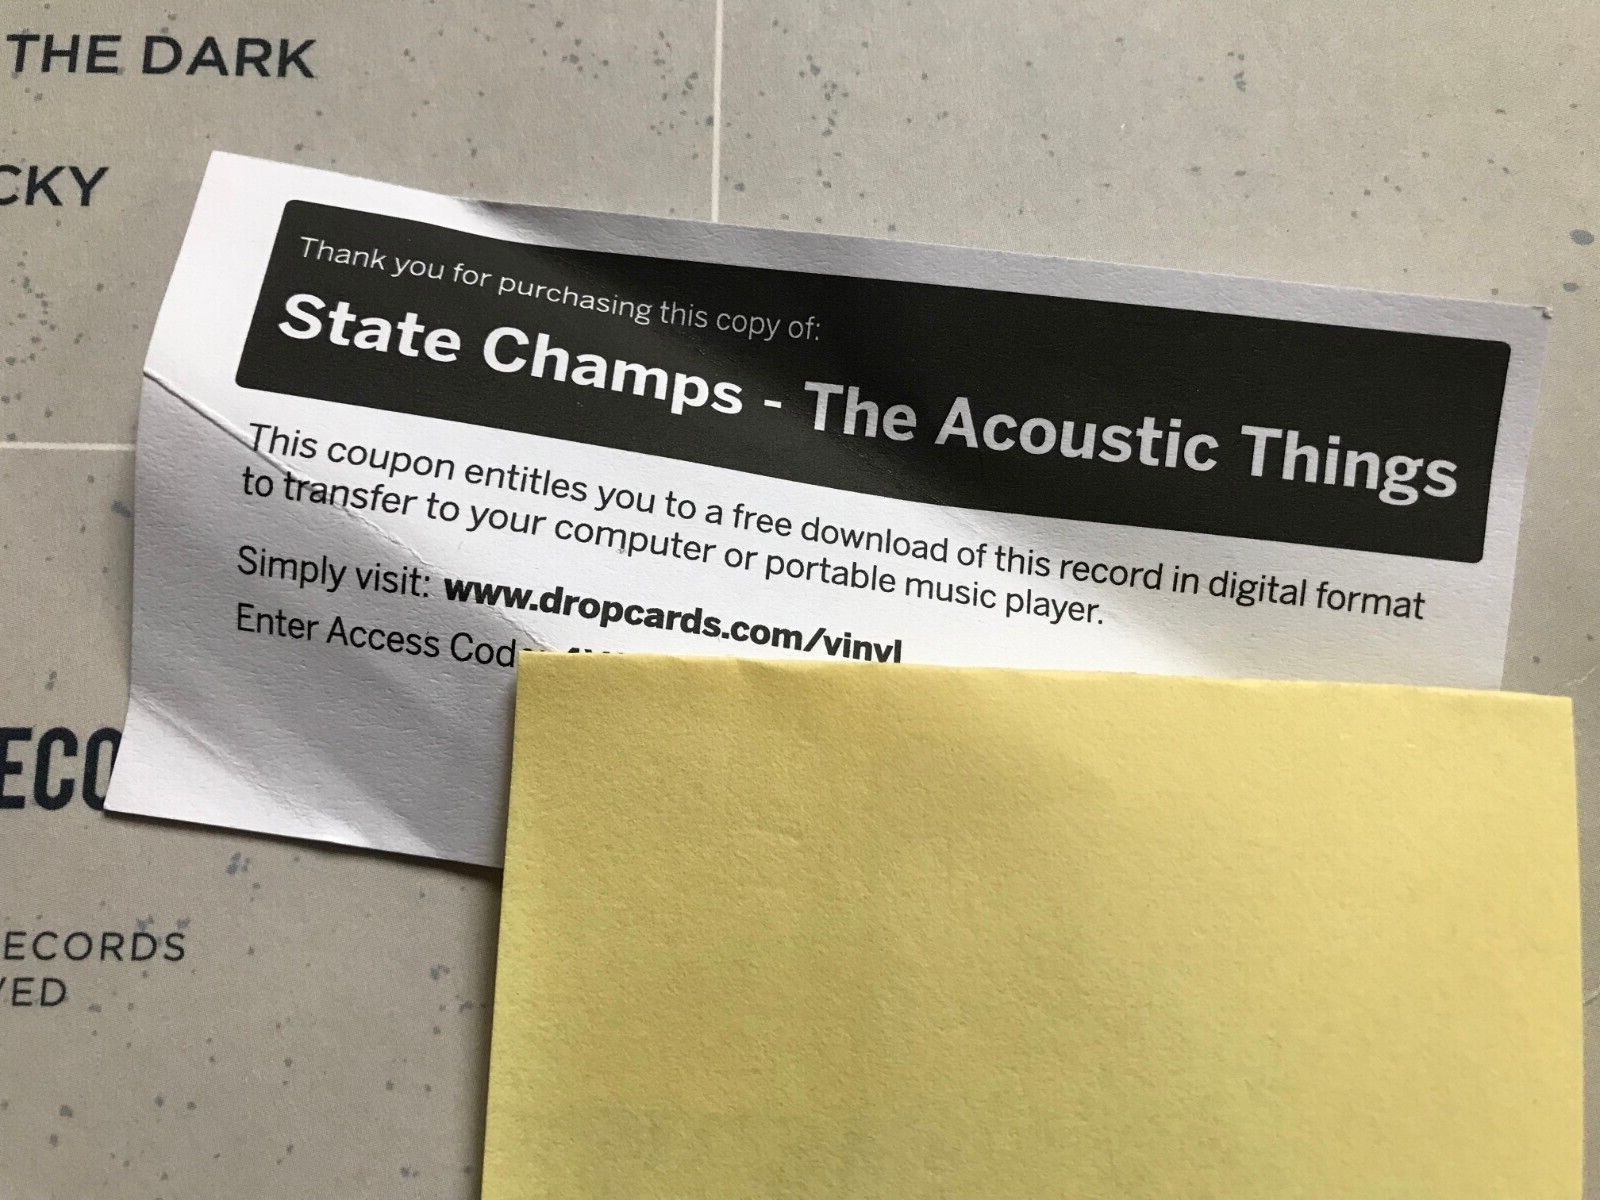 THE DARK
CKY
Thank you for purchasing this copy of:
State Champs - The Acoustic Things
This coupon entitles you to a free download of this record in digital format
to transfer to your computer or portable music player.
Simply visit: www.dropcards.com/vinyl
Enter Access Code:
ECO
ECORDS
VED